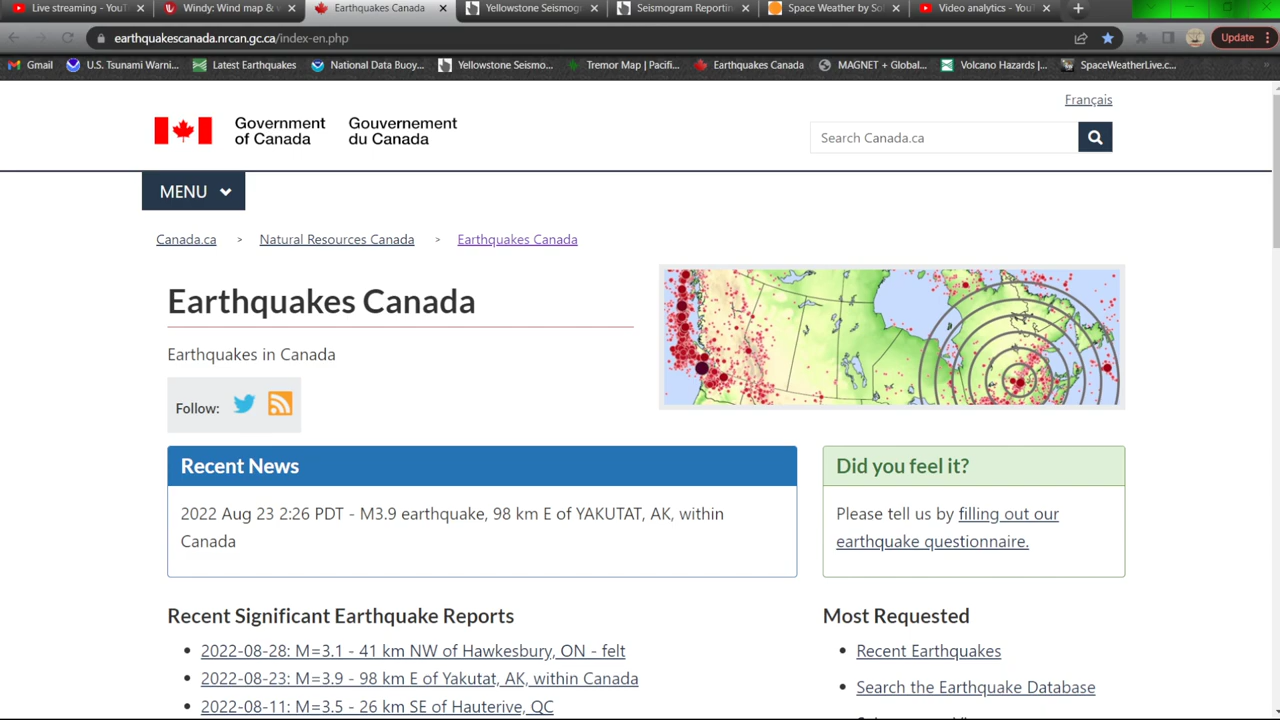 Live streaming - YouT
Windy: Wind map & v
Earthquakes Canada
Yellowstone Seismog
Seismogram Reportin
Space Weather by So
Video analytics - YouT
earthquakescanada.nrcan.gc.ca/index-en.php
Update
Gmail
U.S. Tsunami Warni...
Latest Earthquakes
National Data Buoy...
Yellowstone Seismo...
Tremor Map | Pacifi...
Earthquakes Canada
MAGNET + Global...
Volcano Hazards |...
SpaceWeatherLive.c...
Français
Government of Canada
Gouvernement du Canada
Search Canada.ca
MENU
Canada.ca > Natural Resources Canada > Earthquakes Canada
Earthquakes Canada
Earthquakes in Canada
Follow:
Recent News
2022 Aug 23 2:26 PDT - M3.9 earthquake, 98 km E of YAKUTAT, AK, within
Canada
Did you feel it?
Please tell us by filling out our
earthquake questionnaire.
Recent Significant Earthquake Reports
2022-08-28: M=3.1 - 41 km NW of Hawkesbury, ON - felt
2022-08-23: M=3.9 - 98 km E of Yakutat, AK, within Canada
2022-08-11: M=3.5 - 26 km SE of Hauterive, QC
Most Requested
Recent Earthquakes
Search the Earthquake Database